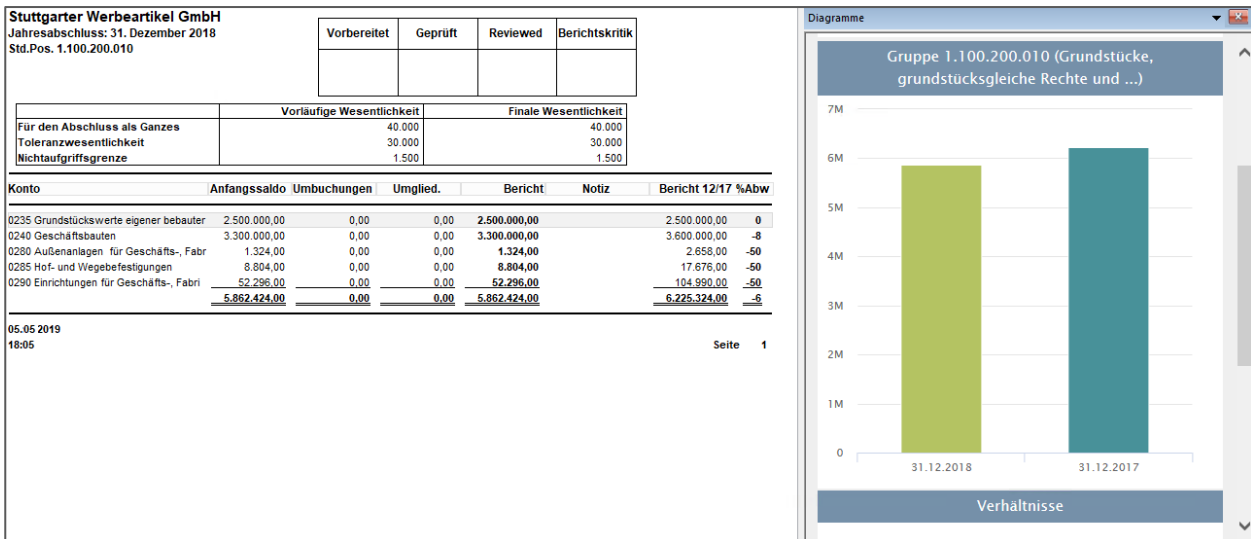 Stuttgarter Werbeartikel GmbH
Jahresabschluss: 31. Dezember 2018
Std.Pos. 1.100.200.010
Vorbereitet Geprüft Reviewed Berichtskritik
Vorläufige Wesentlichkeit Finale Wesentlichkeit
Für den Abschluss als Ganzes 40.000 40.000
Toleranzwesentlichkeit 30.000 30.000
Nichtaufgriffsgrenze 1.500 1.500
Konto Anfangssaldo Umbuchungen Umglied. Bericht Notiz Bericht 12/17 %Abw
0235 Grundstückswerte eigener bebauter 2.500.000,00 0,00 0,00 2.500.000,00 2.500.000,00 0
0240 Geschäftsbauten 3.300.000,00 0,00 0,00 3.300.000,00 3.600.000,00 -8
0280 Außenanlagen für Geschäfts-, Fabr 1.324,00 0,00 0,00 1.324,00 2.658,00 -50
0285 Hof- und Wegebefestigungen 8.804,00 0,00 0,00 8.804,00 17.676,00 -50
0290 Einrichtungen für Geschäfts-, Fabri 52.296,00 0,00 0,00 52.296,00 104.990,00 -50
5.862.424,00 0,00 0,00 5.862.424,00 6.225.324,00 -6
05.05 2019
18:05 Seite 1
Diagramme
Gruppe 1.100.200.010 (Grundstücke,
grundstücksgleiche Rechte und ...)
7M
6M
5M
4M
3M
2M
1M
0
31.12.2018 31.12.2017
Verhältnisse